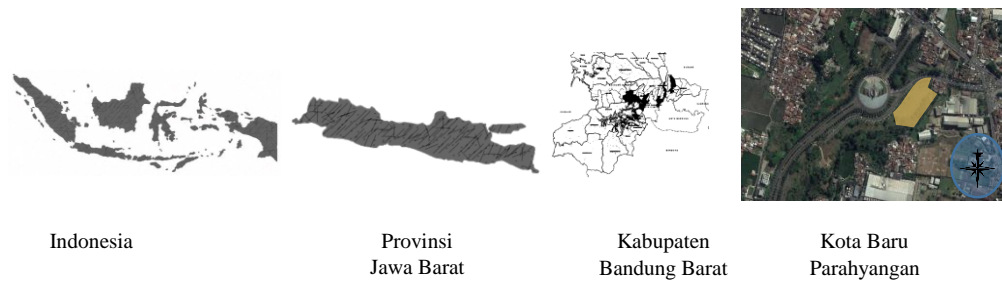 Indonesia
Provinsi
Jawa Barat
Kabupaten
Bandung Barat
Kota Baru
Parahyangan